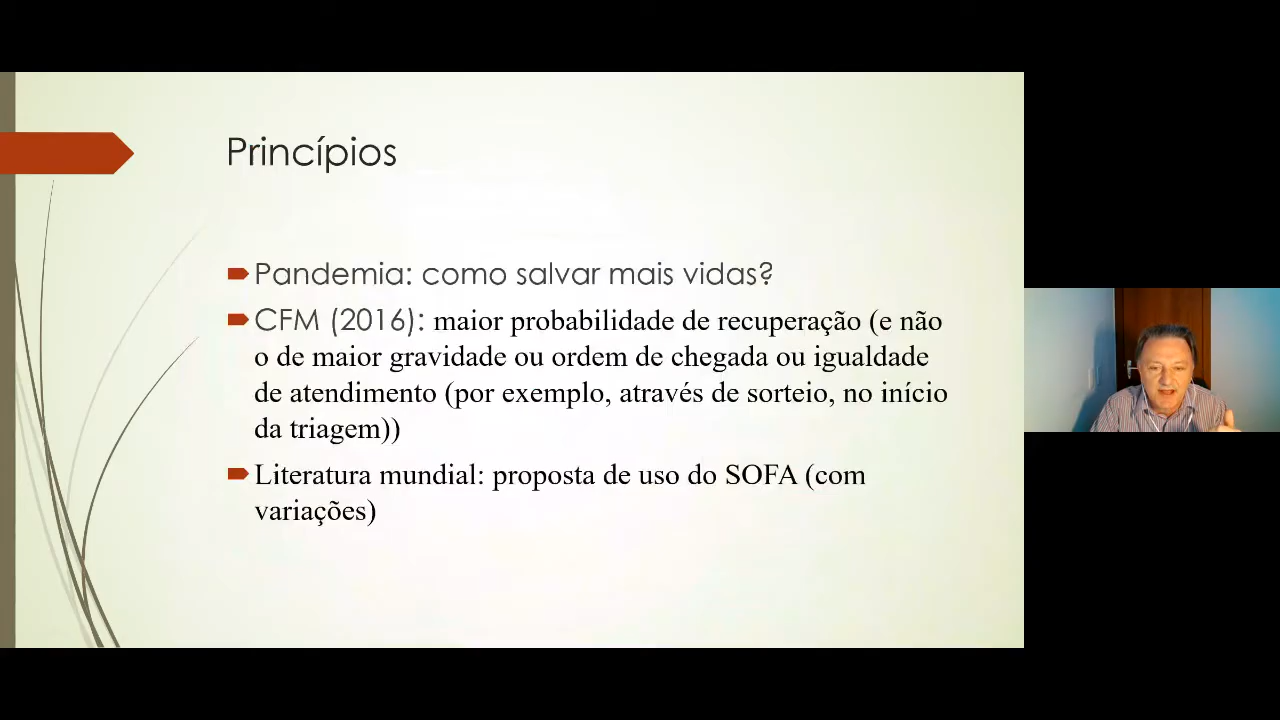 Princípios
Pandemia: como salvar mais vidas?
CFM (2016): maior probabilidade de recuperação (e não
o de maior gravidade ou ordem de chegada ou igualdade
de atendimento (por exemplo, através de sorteio, no início
da triagem))
Literatura mundial: proposta de uso do SOFA (com
variações)